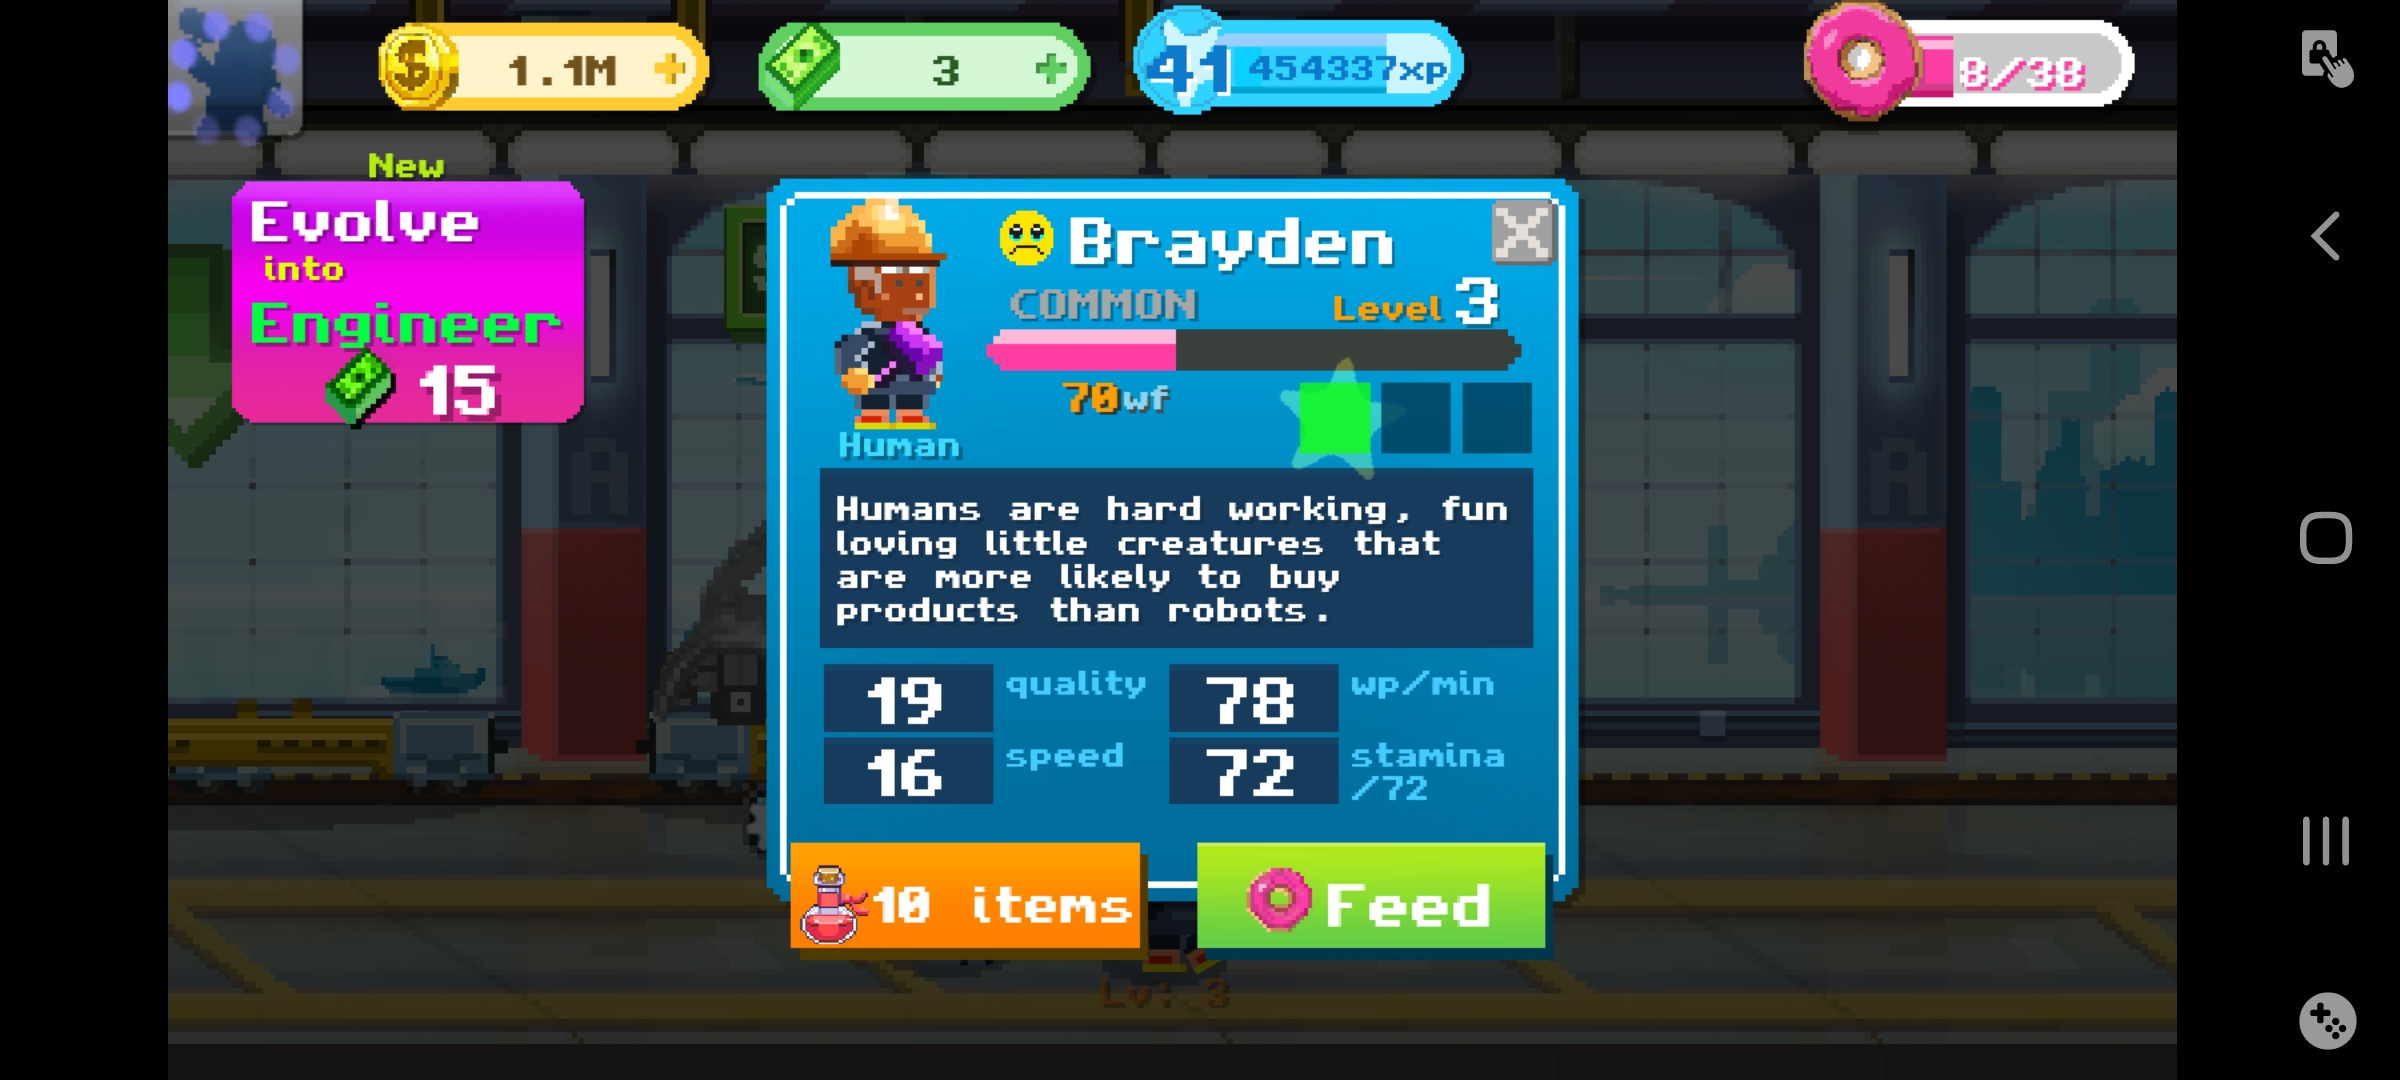 1.1M
3
41 454337xp
8/38
New
Evolve
into
Engineer
15
Brayden
COMMON
Level 3
70wf
Human
Humans are hard working, fun
loving little creatures that
are more likely to buy
products than robots.
19 quality 78 wp/min
16 speed 72 stamina
/72
10 items
Feed
Lv: 3
A
A